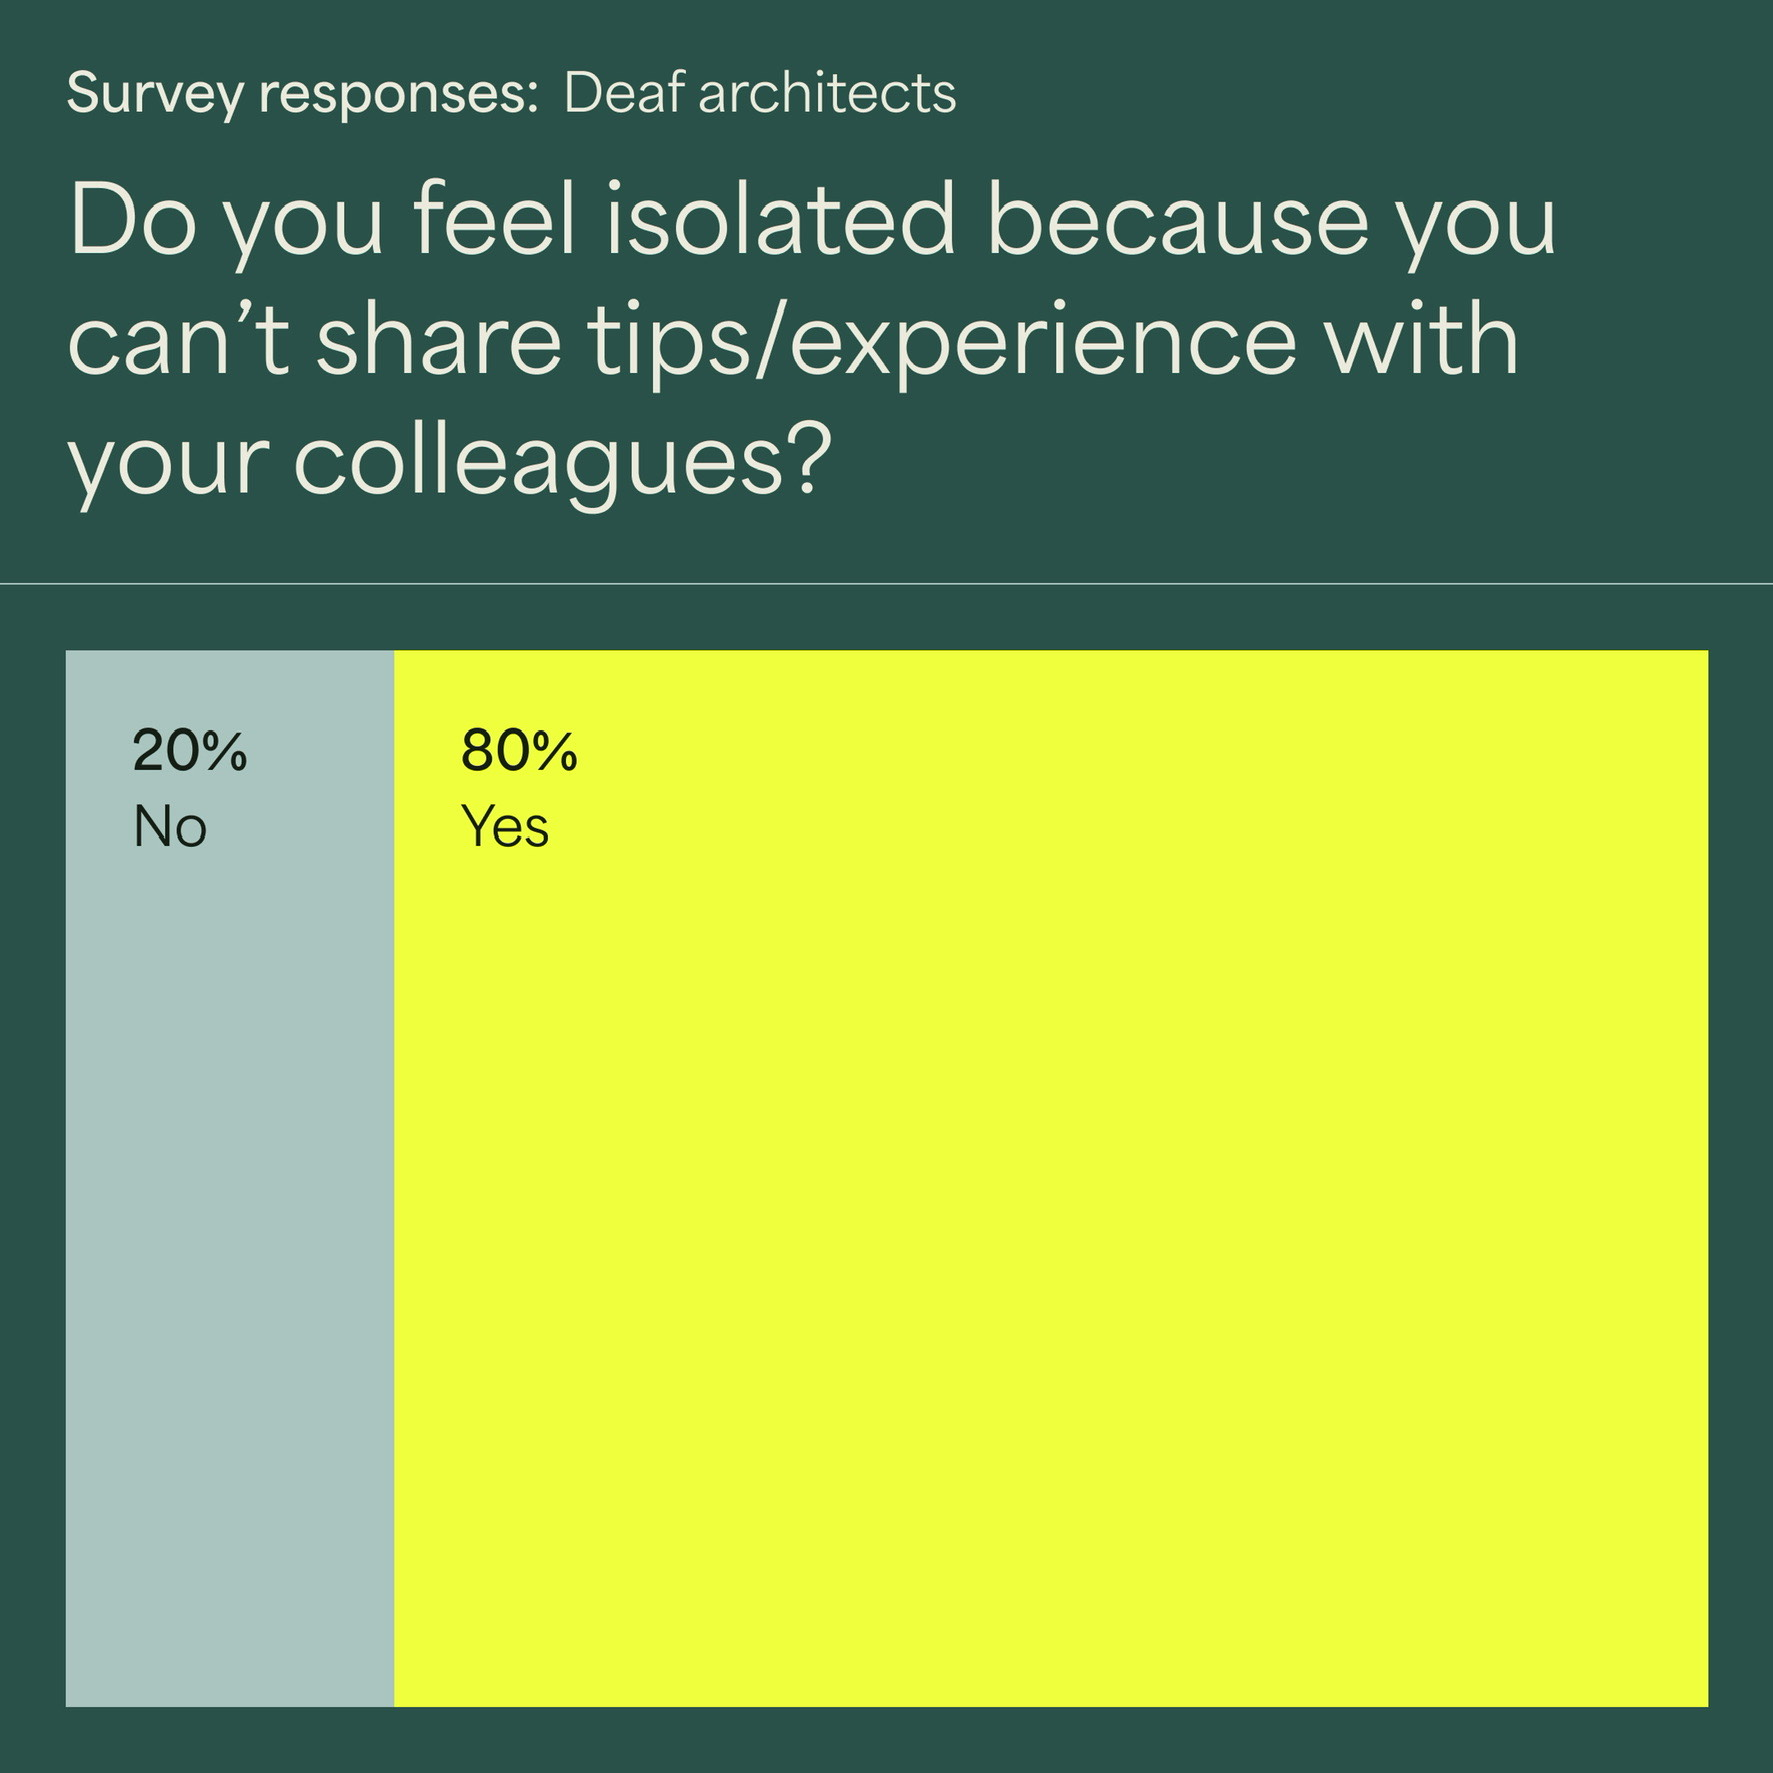 Survey responses: Deaf architects
Do you feel isolated because you
can’t share tips/experience with
your colleagues?
20%
No
80%
Yes